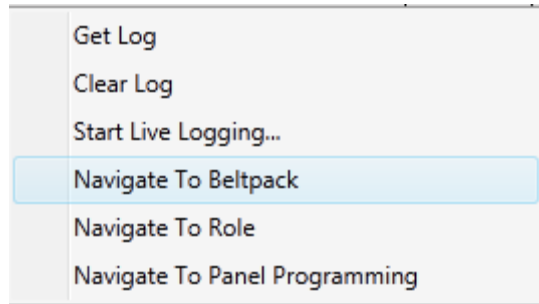 Get Log
Clear Log
Start Live Logging...
Navigate To Beltpack
Navigate To Role
Navigate To Panel Programming